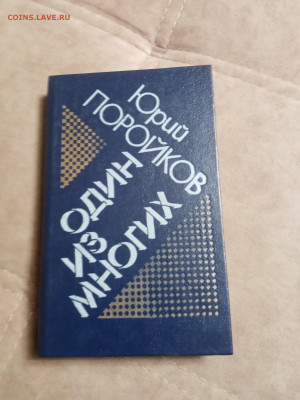 COINS.LAVE.RU
Юрий
ПОРОЙКОВ
ОДИН
ИЗ
МНОГИХ